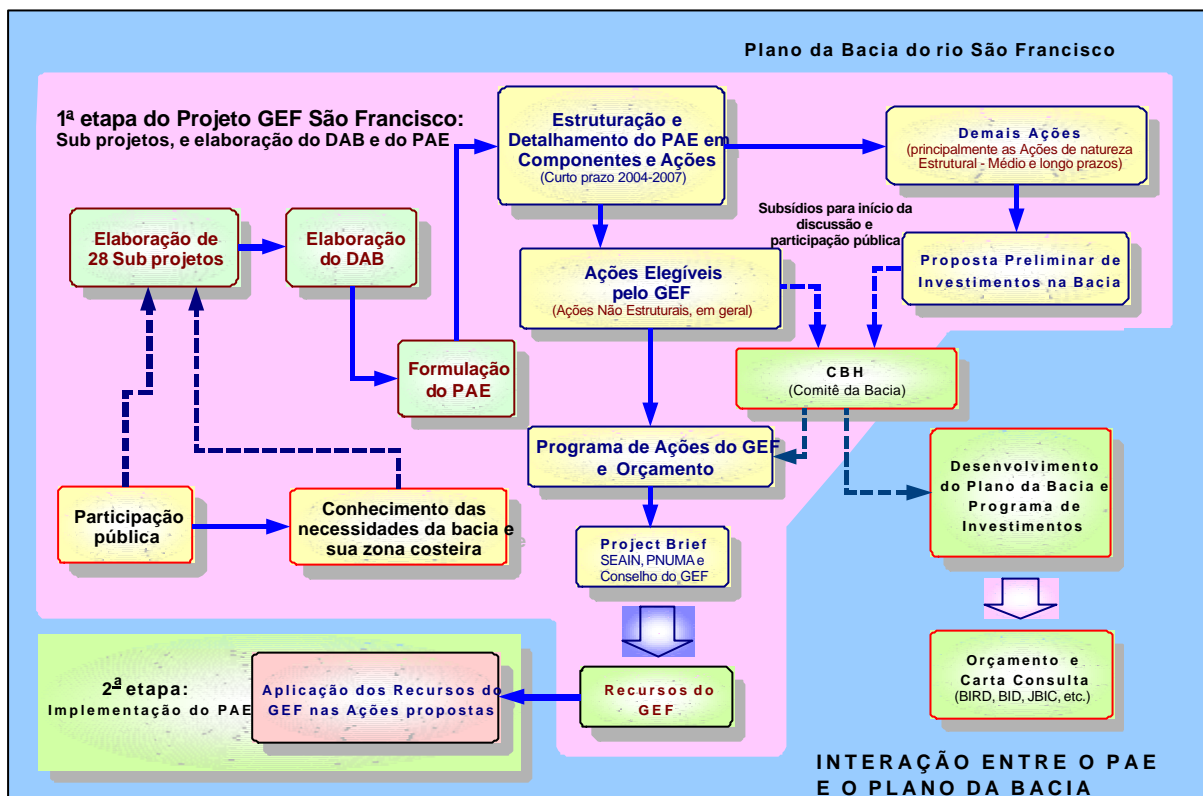 Plano da Bacia do rio São Francisco
1ª etapa do Projeto GEF São Francisco:
Sub projetos, e elaboração do DAB e do PAE
Estruturação e
Detalhamento do PAE em
Componentes e Ações
(Curto prazo 2004-2007)
Demais Ações
(principalmente as Ações de natureza
Estrutural - Médio e longo prazos)
Subsídios para início da
discussão e
participação pública
Elaboração de
28 Sub projetos
Elaboração
do DAB
Ações Elegíveis
pelo GEF
(Ações Não Estruturais, em geral)
Proposta Preliminar de
Investimentos na Bacia
Formulação
do PAE
CBH
(Comitê da Bacia)
Programa de Ações do GEF
e Orçamento
Desenvolvimento
do Plano da Bacia e
Programa de
Investimentos
Participação
pública
Conhecimento das
necessidades da bacia e
sua zona costeira
Project Brief
SEAIN, PNUMA e
Conselho do GEF
2ª etapa:
Implementação do PAE
Aplicação dos Recursos do
GEF nas Ações propostas
Recursos do
GEF
Orçamento e
Carta Consulta
(BIRD, BID, JBIC, etc.)
INTERAÇÃO ENTRE O PAE
E O PLANO DA BACIA